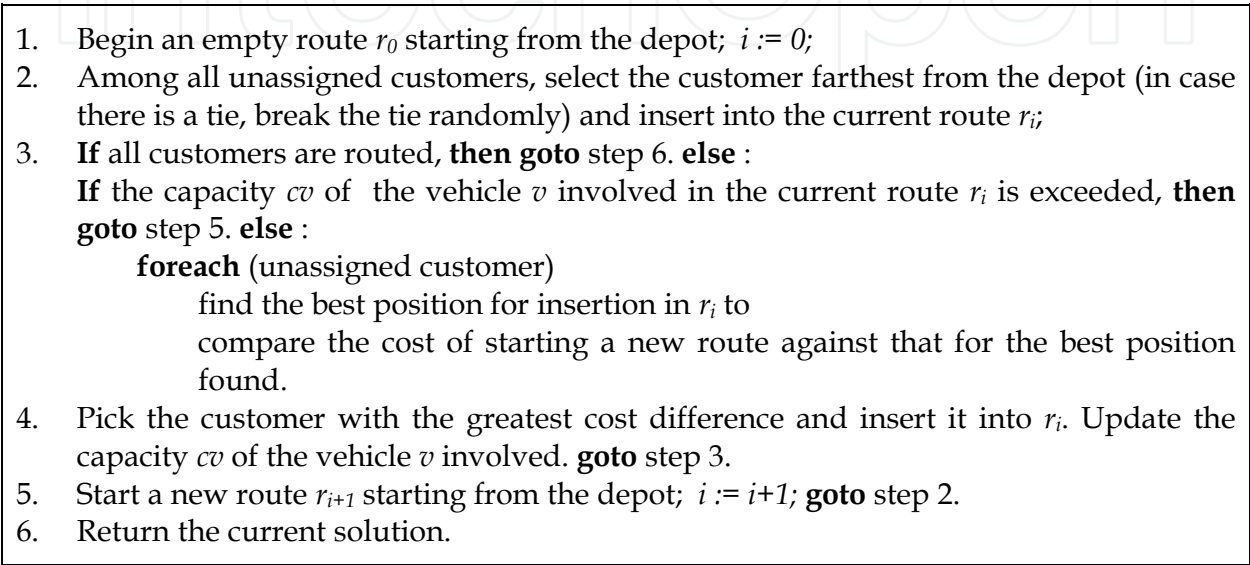 1. Begin an empty route r0 starting from the depot; i := 0;
2. Among all unassigned customers, select the customer farthest from the depot (in case
there is a tie, break the tie randomly) and insert into the current route ri;
3. If all customers are routed, then goto step 6. else :
If the capacity cv of the vehicle v involved in the current route ri is exceeded, then
goto step 5. else :
foreach (unassigned customer)
find the best position for insertion in ri to
compare the cost of starting a new route against that for the best position
found.
4. Pick the customer with the greatest cost difference and insert it into ri. Update the
capacity cv of the vehicle v involved. goto step 3.
5. Start a new route ri+1 starting from the depot; i := i+1; goto step 2.
6. Return the current solution.